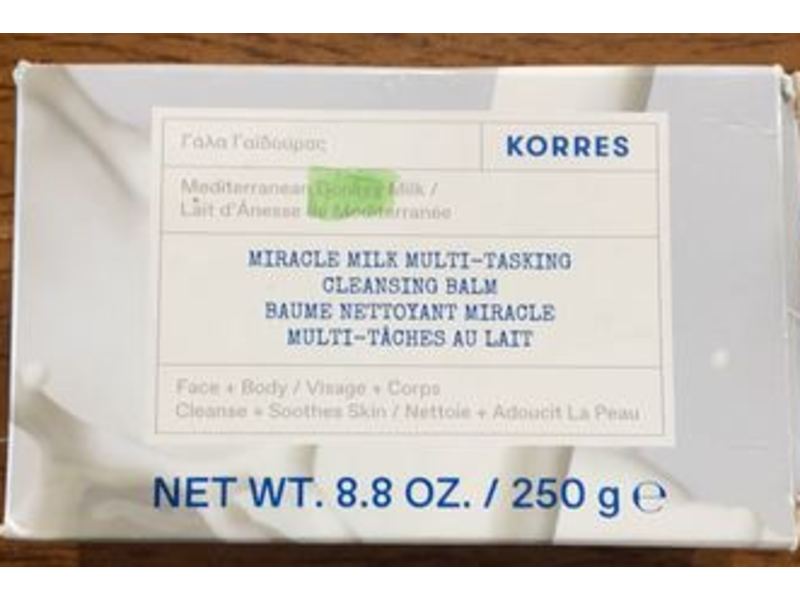 Γάλα Γαϊδούρας
KORRES
Mediterranean Donkey Milk /
Lait d'Ânesse de Mediterranée
MIRACLE MILK MULTI-TASKING
CLEANSING BALM
BAUME NETTOYANT MIRACLE
MULTI-TÂCHES AU LAIT
Face + Body / Visage + Corps
Cleanse + Soothes Skin / Nettoie + Adoucit La Peau
NET WT. 8.8 OZ. / 250 g ℮